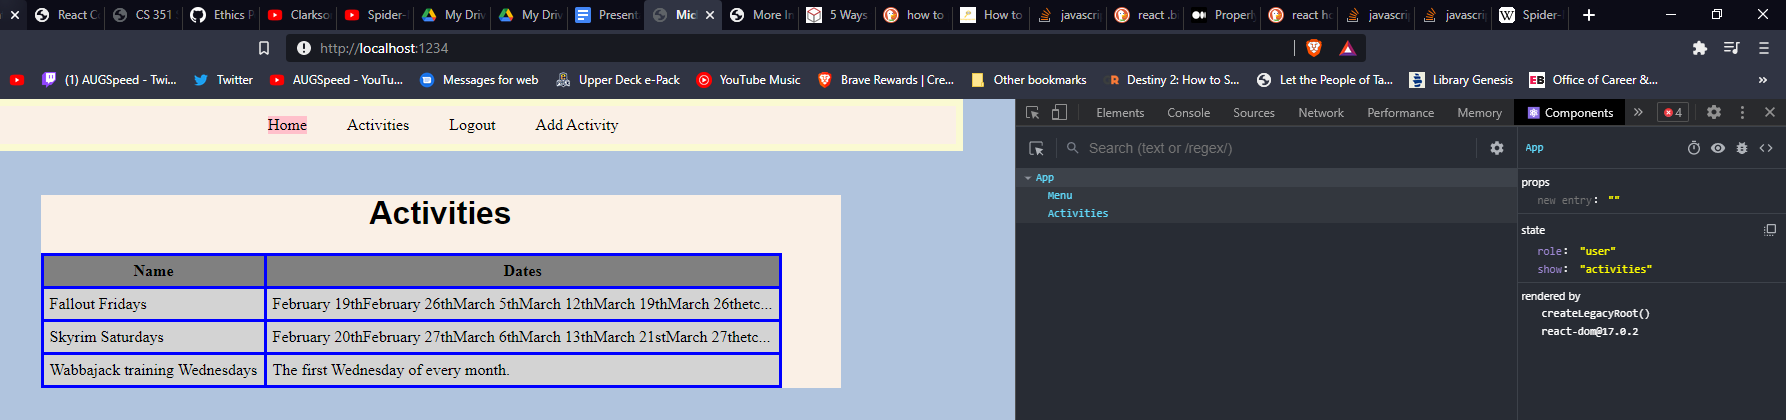 React C
CS 351
Ethics P
Clarkso
Spider-
My Driv
My Driv
Present
Mid
More In
5 Ways
how to
How to
javascri
react .b
Properly
react ho
javascri
javascri
Spider-
http://localhost:1234
(1) AUGSpeed - Twi...
Twitter
AUGSpeed - YouTu...
Messages for web
Upper Deck e-Pack
YouTube Music
Brave Rewards | Cre...
Other bookmarks
Destiny 2: How to S...
Let the People of Ta...
Library Genesis
Office of Career &...
Home Activities Logout Add Activity
Activities
Name Dates
Fallout Fridays February 19thFebruary 26thMarch 5thMarch 12thMarch 19thMarch 26thetc...
Skyrim Saturdays February 20thFebruary 27thMarch 6thMarch 13thMarch 21stMarch 27thetc...
Wabbajack training Wednesdays The first Wednesday of every month.
Elements Console Sources Network Performance Memory Components » 4
Search (text or /regex/)
App
Menu
Activities
App
props
new entry: ""
state
role: "user"
show: "activities"
rendered by
createLegacyRoot()
react-dom@17.0.2